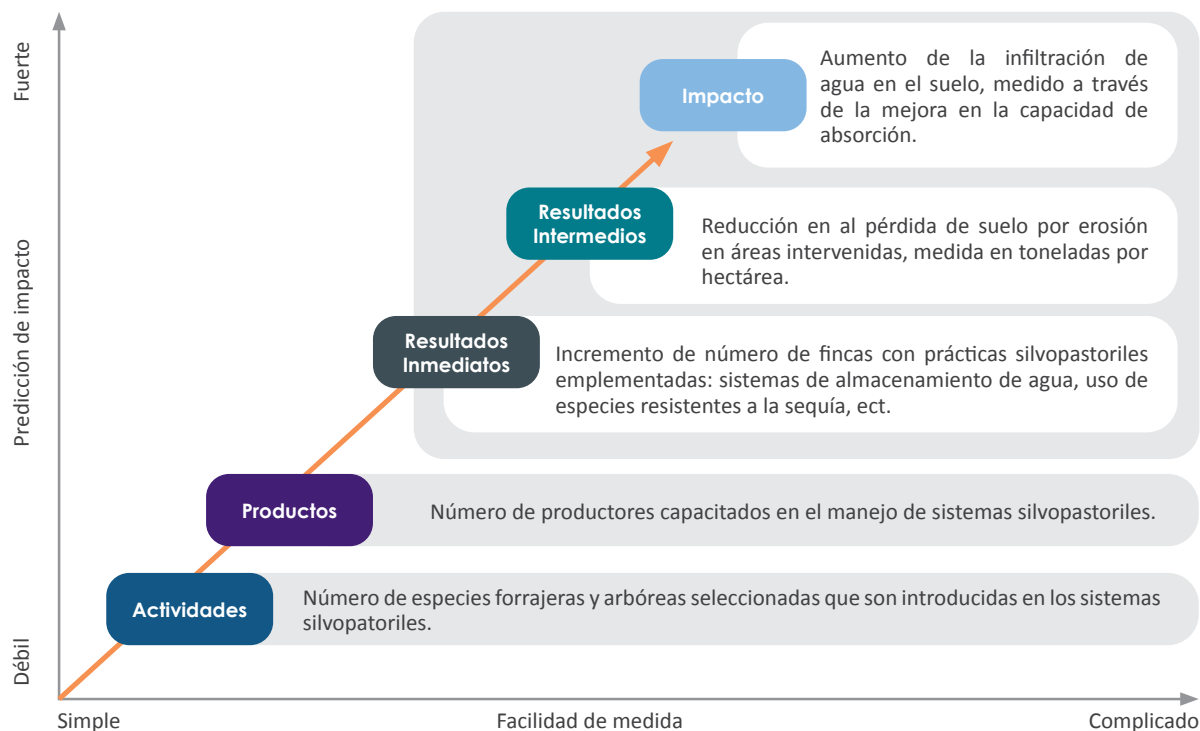 Fuerte
Predicción de impacto
Débil
Impacto
Aumento de la infiltración de
agua en el suelo, medido a través
de la mejora en la capacidad de
absorción.
Resultados
Intermedios
Reducción en al pérdida de suelo por erosión
en áreas intervenidas, medida en toneladas por
hectárea.
Resultados
Inmediatos
Incremento de número de fincas con prácticas silvopastoriles
emplementadas: sistemas de almacenamiento de agua, uso de
especies resistentes a la sequía, ect.
Productos
Número de productores capacitados en el manejo de sistemas silvopastoriles.
Actividades
Número de especies forrajeras y arbóreas seleccionadas que son introducidas en los sistemas
silvopatoriles.
Simple
Facilidad de medida
Complicado